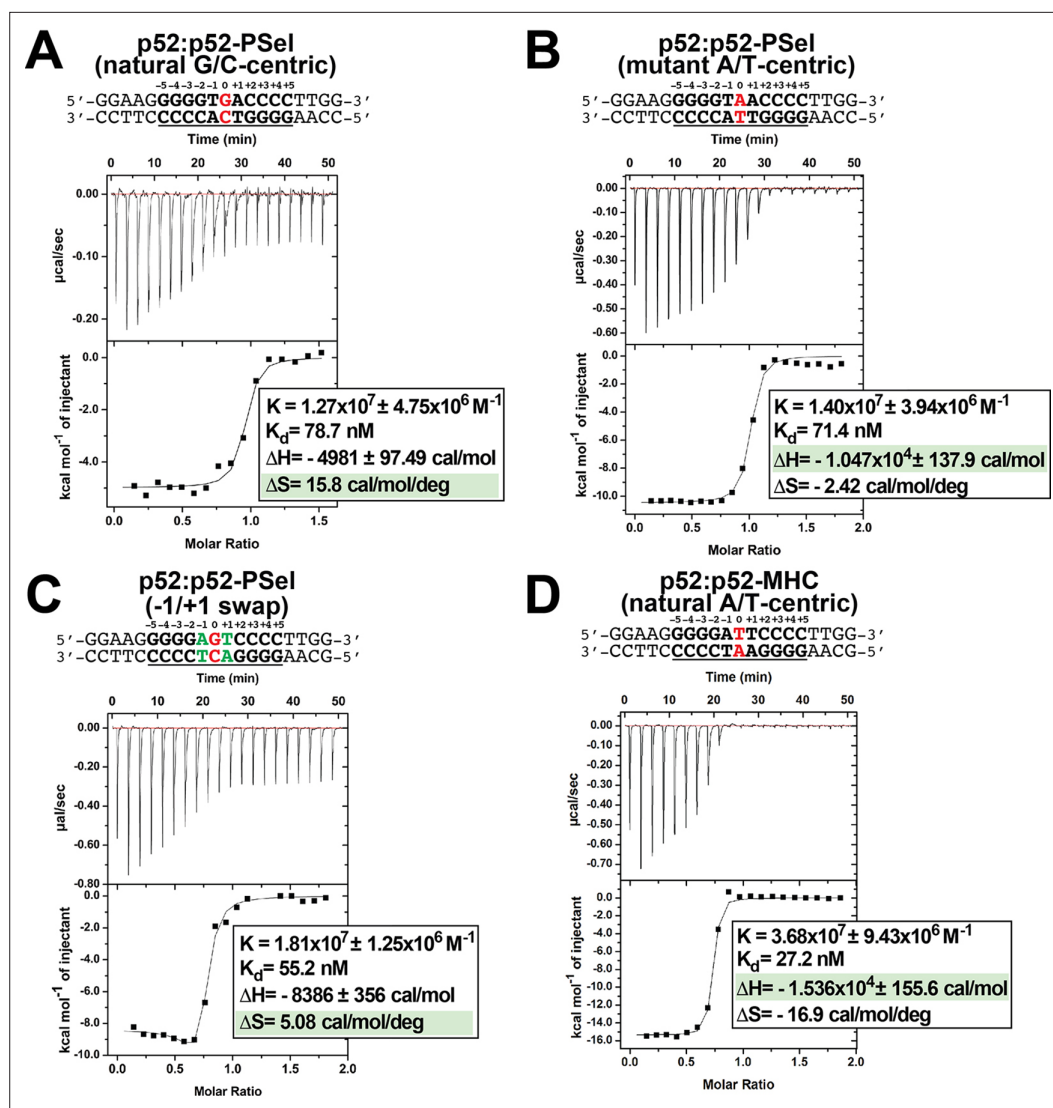 A
p52:p52-PSel
(natural G/C-centric)
−5−4−3−2−1 0 +1+2+3+4+5
5′-GGAAGGGGGTGACCCCTTGG-3′
3′-CCTTCCCCCACTGGGGAACC-5′
Time (min)
0 10 20 30 40 50
0.00
-0.10
-0.20
µcal/sec
0.0
-2.0
-4.0
kcal mol⁻¹ of injectant
K = 1.27x10⁷ ± 4.75x10⁶ M⁻¹
Kd= 78.7 nM
ΔH= - 4981 ± 97.49 cal/mol
ΔS= 15.8 cal/mol/deg
0.0 0.5 1.0 1.5
Molar Ratio
B
p52:p52-PSel
(mutant A/T-centric)
−5−4−3−2−1 0 +1+2+3+4+5
5′-GGAAGGGGGTAACCCCTTGG-3′
3′-CCTTCCCCCATTGGGGAACC-5′
Time (min)
0 10 20 30 40 50
0.00
-0.10
-0.20
-0.30
-0.40
-0.50
-0.60
µcal/sec
0.0
-2.0
-4.0
-6.0
-8.0
-10.0
kcal mol⁻¹ of injectant
K = 1.40x10⁷ ± 3.94x10⁶ M⁻¹
Kd= 71.4 nM
ΔH= - 1.047x10⁴ ± 137.9 cal/mol
ΔS= - 2.42 cal/mol/deg
0.0 0.5 1.0 1.5 2.0
Molar Ratio
C
p52:p52-PSel
(-1/+1 swap)
−5−4−3−2−1 0 +1+2+3+4+5
5′-GGAAGGGGGAGTCCCCTTGG-3′
3′-CCTTCCCCCTCAGGGGAACG-5′
Time (min)
0 10 20 30 40 50
0.00
-0.20
-0.40
-0.60
-0.80
µal/sec
0.0
-2.0
-4.0
-6.0
-8.0
-10.0
kcal mol⁻¹ of injectant
K = 1.81x10⁷ ± 1.25x10⁶ M⁻¹
Kd= 55.2 nM
ΔH= - 8386 ± 356 cal/mol
ΔS= 5.08 cal/mol/deg
0.0 0.5 1.0 1.5 2.0
Molar Ratio
D
p52:p52-MHC
(natural A/T-centric)
−5−4−3−2−1 0 +1+2+3+4+5
5′-GGAAGGGGGATTCCCCTTGG-3′
3′-CCTTCCCCCTAAGGGGAACG-5′
Time (min)
0 10 20 30 40 50
0.00
-0.10
-0.20
-0.30
-0.40
-0.50
-0.60
-0.70
µcal/sec
0.0
-2.0
-4.0
-6.0
-8.0
-10.0
-12.0
-14.0
-16.0
kcal mol⁻¹ of injectant
K = 3.68x10⁷ ± 9.43x10⁶ M⁻¹
Kd= 27.2 nM
ΔH= - 1.536x10⁴ ± 155.6 cal/mol
ΔS= - 16.9 cal/mol/deg
0.0 0.5 1.0 1.5 2.0
Molar Ratio